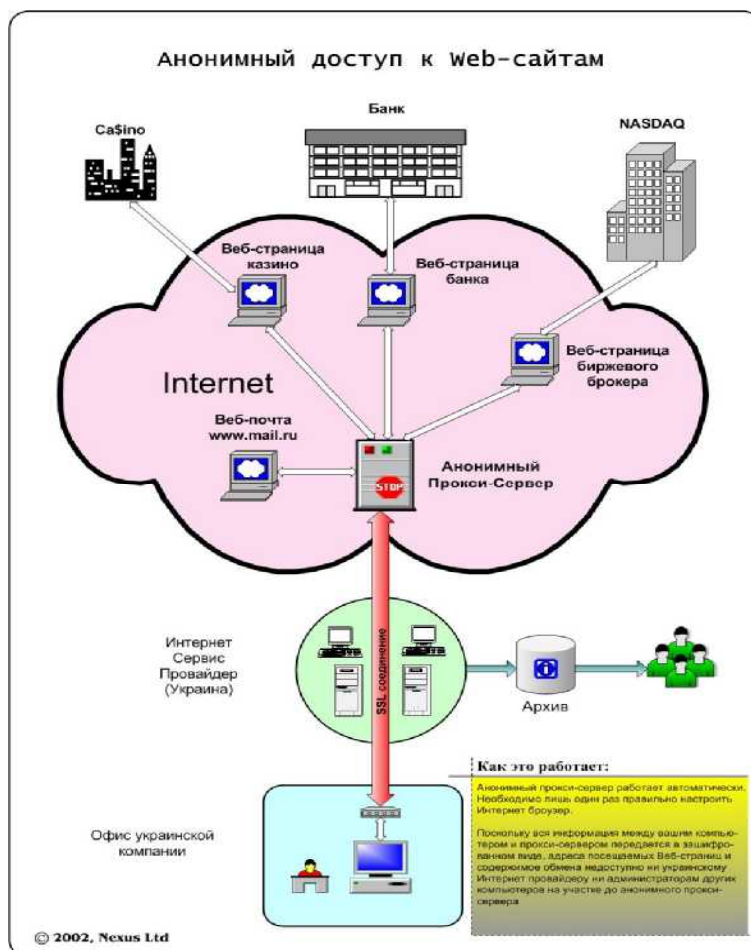 Анонимный доступ к Web-сайтам
Ca$ino
Банк
NASDAQ
Веб-страница
казино
Веб-страница
банка
Веб-страница
биржевого
брокера
Internet
Веб-почта
www.mail.ru
Анонимный
Прокси-Сервер
STOP
SSL соединение
Интернет
Сервис
Провайдер
(Украина)
Архив
Офис украинской
компании
Как это работает:
Анонимный прокси-сервер работает автоматически.
Необходимо лишь один раз правильно настроить
Интернет броузер.
Поскольку вся информация между вашим компью-
тером и прокси-сервером передается в зашифро-
ванном виде, адреса посещаемых Веб-страниц и
содержимое обмена недоступно ни украинскому
Интернет провайдеру ни администраторам других
компьютеров на участке до анонимного прокси-
сервера
© 2002, Nexus Ltd